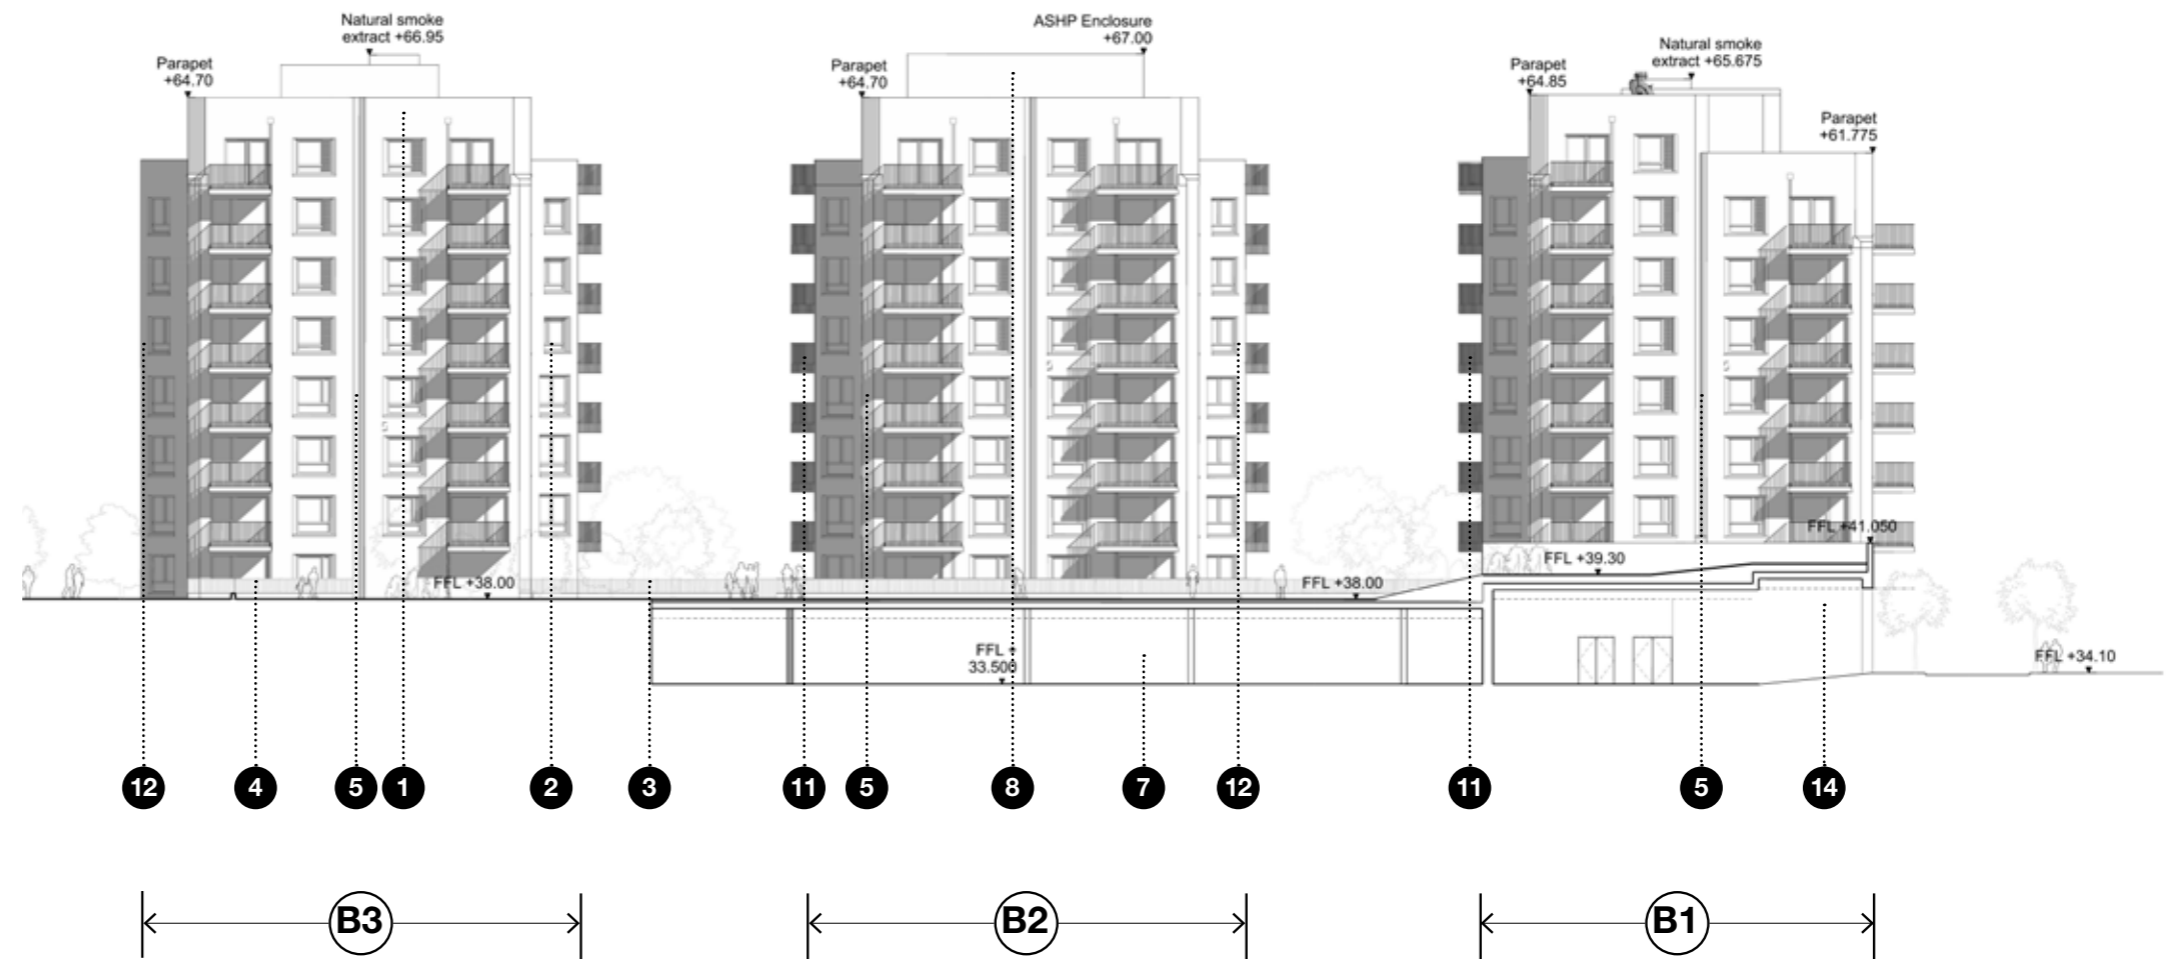 Natural smoke
extract +66.95
ASHP Enclosure
+67.00
Natural smoke
extract +65.675
Parapet
+64.70
Parapet
+64.70
Parapet
+64.85
Parapet
+61.775
FFL +41.050
FFL +39.30
FFL +38.00
FFL +38.00
FFL +
33.500
FFL +34.10
12 4 5 1 2 3 11 5 8 7 12 11 5 14
B3 B2 B1